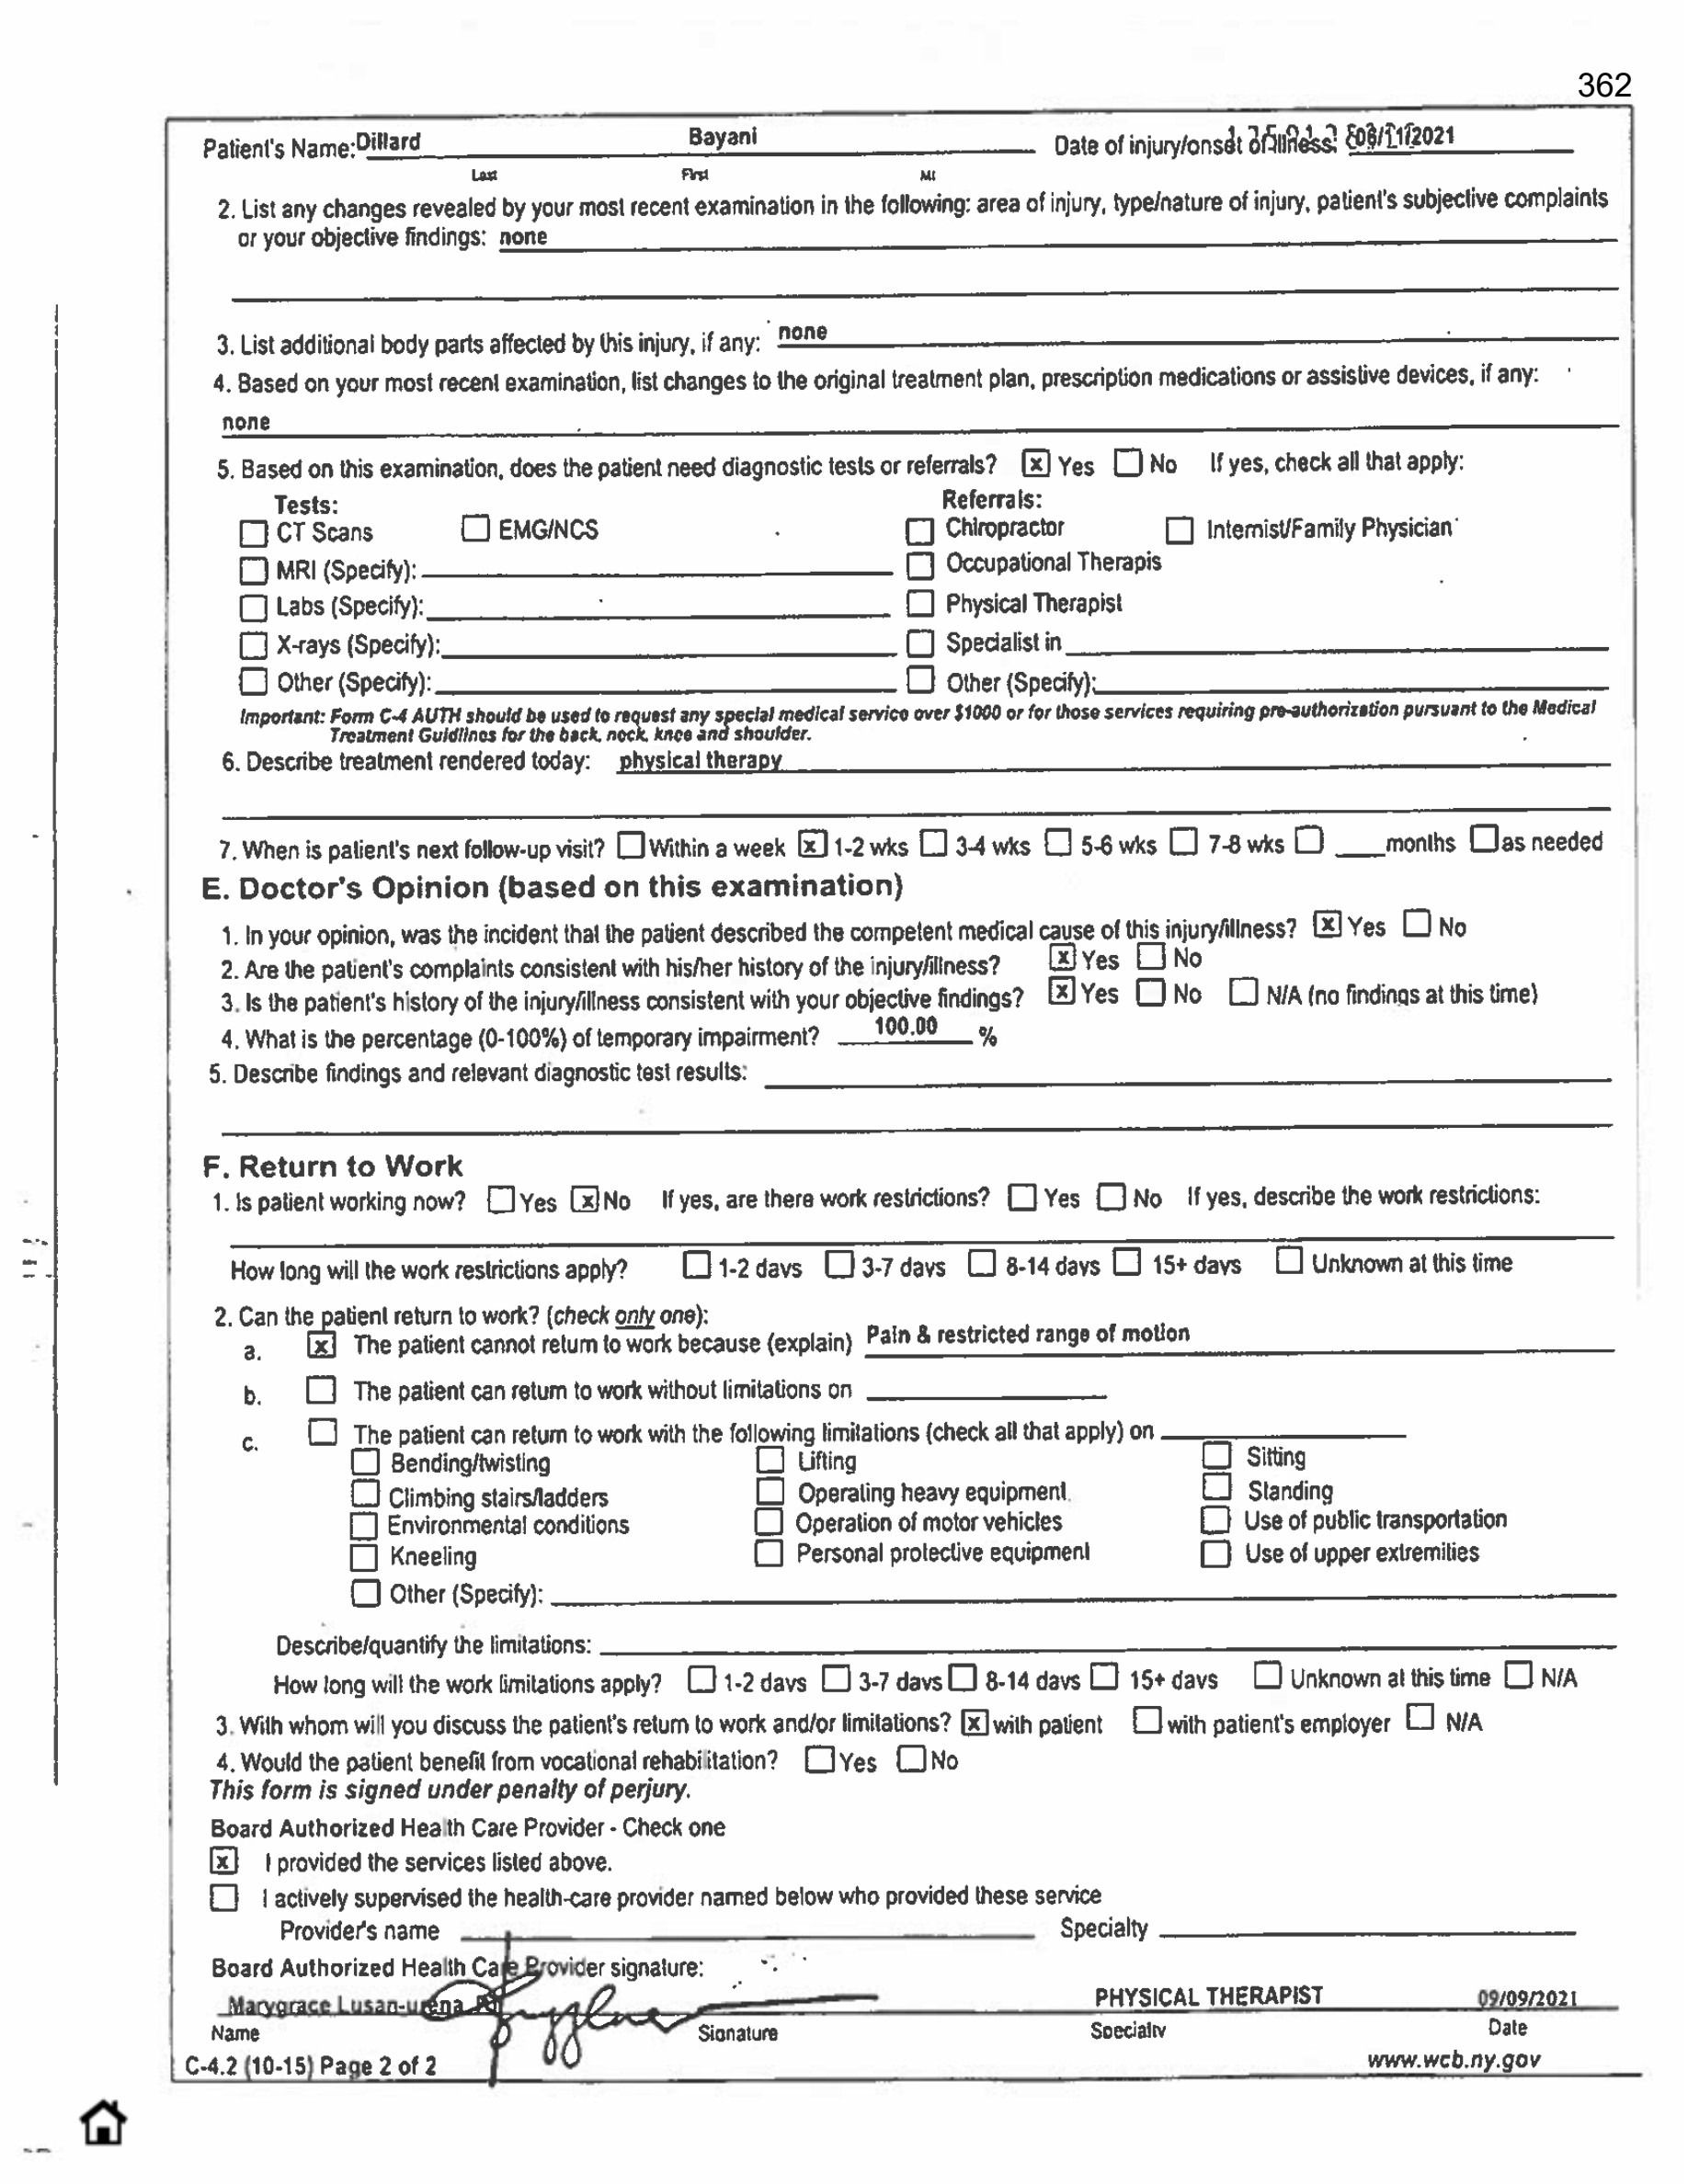 362
Patient's Name: Dillard Bayani Date of injury/onset of illness: /11/2021
Last First MI
2. List any changes revealed by your most recent examination in the following: area of injury, type/nature of injury, patient's subjective complaints
or your objective findings: none
3. List additional body parts affected by this injury, if any: none
4. Based on your most recent examination, list changes to the original treatment plan, prescription medications or assistive devices, if any:
none
5. Based on this examination, does the patient need diagnostic tests or referrals? [x] Yes [ ] No If yes, check all that apply:
Tests: Referrals:
[ ] CT Scans [ ] EMG/NCS [ ] Chiropractor [ ] Internist/Family Physician
[ ] MRI (Specify): [ ] Occupational Therapis
[ ] Labs (Specify): [ ] Physical Therapist
[ ] X-rays (Specify): [ ] Specialist in
[ ] Other (Specify): [ ] Other (Specify):
Important: Form C-4 AUTH should be used to request any special medical service over $1000 or for those services requiring pre-authorization pursuant to the Medical
Treatment Guidlines for the back, neck, knee and shoulder.
6. Describe treatment rendered today: physical therapy
7. When is patient's next follow-up visit? [ ] Within a week [x] 1-2 wks [ ] 3-4 wks [ ] 5-6 wks [ ] 7-8 wks [ ] ___ months [ ] as needed
E. Doctor's Opinion (based on this examination)
1. In your opinion, was the incident that the patient described the competent medical cause of this injury/illness? [x] Yes [ ] No
2. Are the patient's complaints consistent with his/her history of the injury/illness? [x] Yes [ ] No
3. Is the patient's history of the injury/illness consistent with your objective findings? [x] Yes [ ] No [ ] N/A (no findings at this time)
4. What is the percentage (0-100%) of temporary impairment? 100.00 %
5. Describe findings and relevant diagnostic test results:
F. Return to Work
1. Is patient working now? [ ] Yes [x] No If yes, are there work restrictions? [ ] Yes [ ] No If yes, describe the work restrictions:
How long will the work restrictions apply? [ ] 1-2 days [ ] 3-7 days [ ] 8-14 days [ ] 15+ days [ ] Unknown at this time
2. Can the patient return to work? (check only one):
a. [x] The patient cannot return to work because (explain) Pain & restricted range of motion
b. [ ] The patient can return to work without limitations on
c. [ ] The patient can return to work with the following limitations (check all that apply) on
[ ] Bending/twisting [ ] Lifting [ ] Sitting
[ ] Climbing stairs/ladders [ ] Operating heavy equipment [ ] Standing
[ ] Environmental conditions [ ] Operation of motor vehicles [ ] Use of public transportation
[ ] Kneeling [ ] Personal protective equipment [ ] Use of upper extremities
[ ] Other (Specify):
Describe/quantify the limitations:
How long will the work limitations apply? [ ] 1-2 days [ ] 3-7 days [ ] 8-14 days [ ] 15+ days [ ] Unknown at this time [ ] N/A
3. With whom will you discuss the patient's return to work and/or limitations? [x] with patient [ ] with patient's employer [ ] N/A
4. Would the patient benefit from vocational rehabilitation? [ ] Yes [ ] No
This form is signed under penalty of perjury.
Board Authorized Health Care Provider - Check one
[x] I provided the services listed above.
[ ] I actively supervised the health-care provider named below who provided these service
Provider's name Specialty
Board Authorized Health Care Provider signature:
Marygrace Lusan-urena PHYSICAL THERAPIST 09/09/2021
Name Signature Specialty Date
C-4.2 (10-15) Page 2 of 2 www.wcb.ny.gov